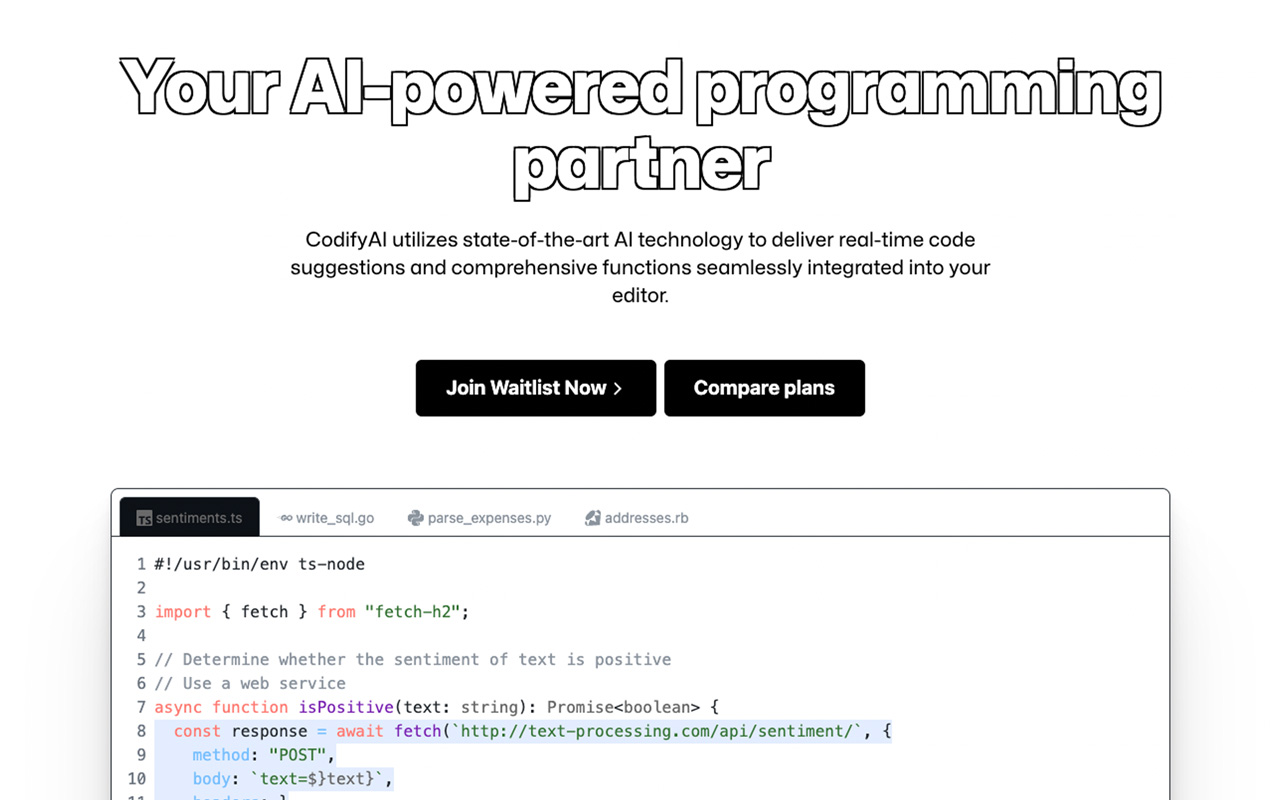 Your AI-powered programming
partner
CodifyAI utilizes state-of-the-art AI technology to deliver real-time code
suggestions and comprehensive functions seamlessly integrated into your
editor.
Join Waitlist Now >
Compare plans
TS sentiments.ts
GO write_sql.go
parse_expenses.py
addresses.rb
1 #!/usr/bin/env ts-node
2
3 import { fetch } from "fetch-h2";
4
5 // Determine whether the sentiment of text is positive
6 // Use a web service
7 async function isPositive(text: string): Promise<boolean> {
8 const response = await fetch(`http://text-processing.com/api/sentiment/`, {
9 method: "POST",
10 body: `text=$}text}`,
11 headers: {